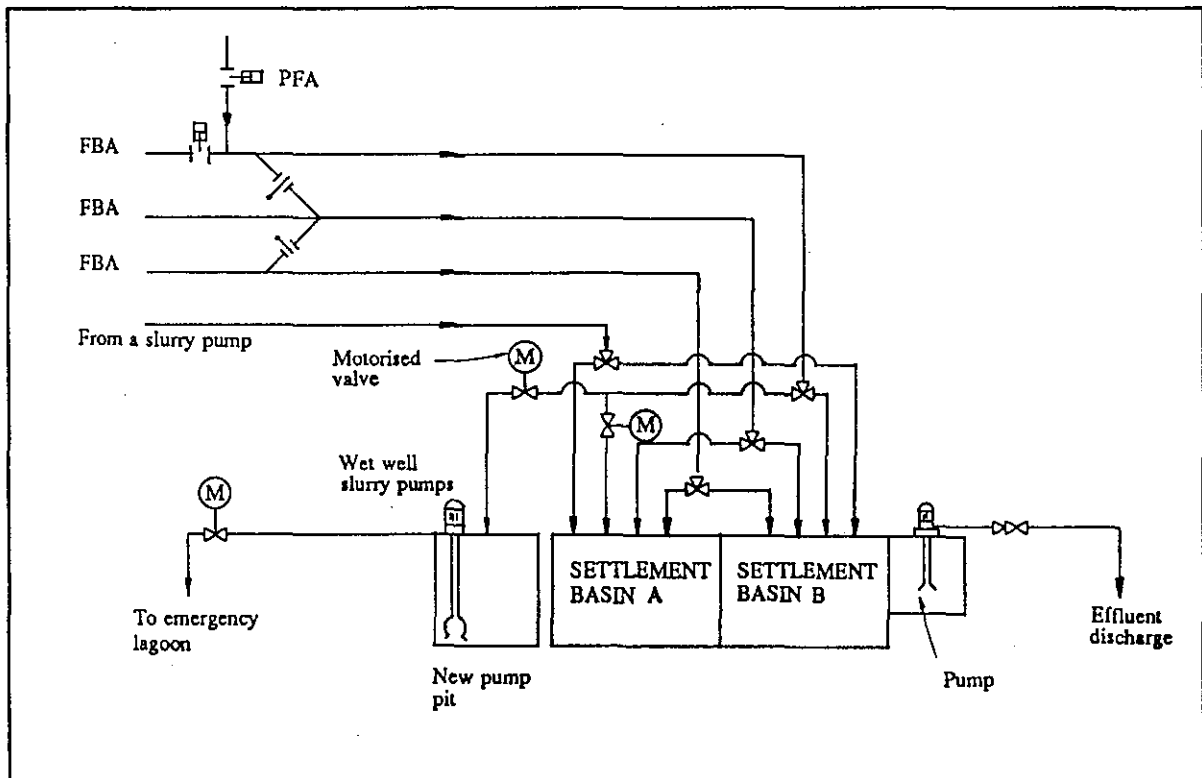 PFA
FBA
FBA
FBA
From a slurry pump
Motorised
valve
M
M
M
Wet well
slurry pumps
SETTLEMENT
BASIN A
SETTLEMENT
BASIN B
To emergency
lagoon
New pump
pit
Pump
Effluent
discharge